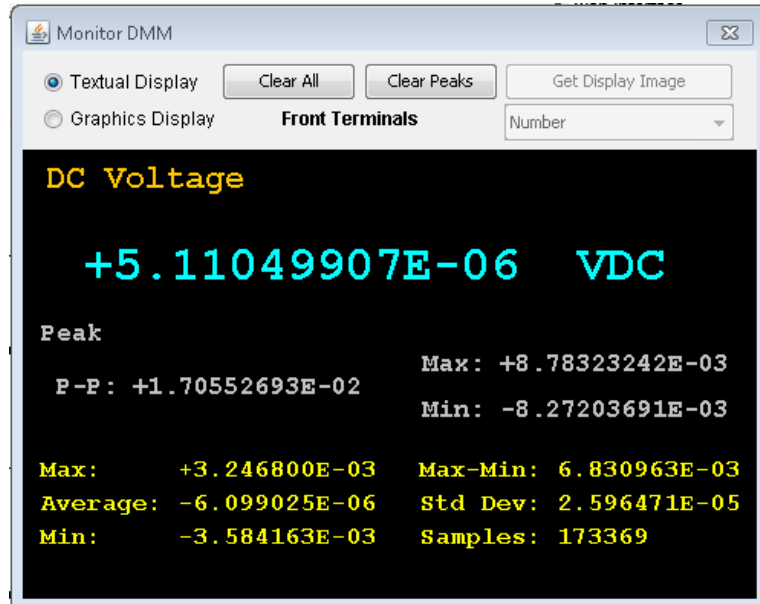 Monitor DMM
Textual Display Clear All Clear Peaks Get Display Image
Graphics Display Front Terminals Number
DC Voltage
+5.11049907E-06 VDC
Peak
Max: +8.78323242E-03
P-P: +1.70552693E-02
Min: -8.27203691E-03
Max: +3.246800E-03 Max-Min: 6.830963E-03
Average: -6.099025E-06 Std Dev: 2.596471E-05
Min: -3.584163E-03 Samples: 173369